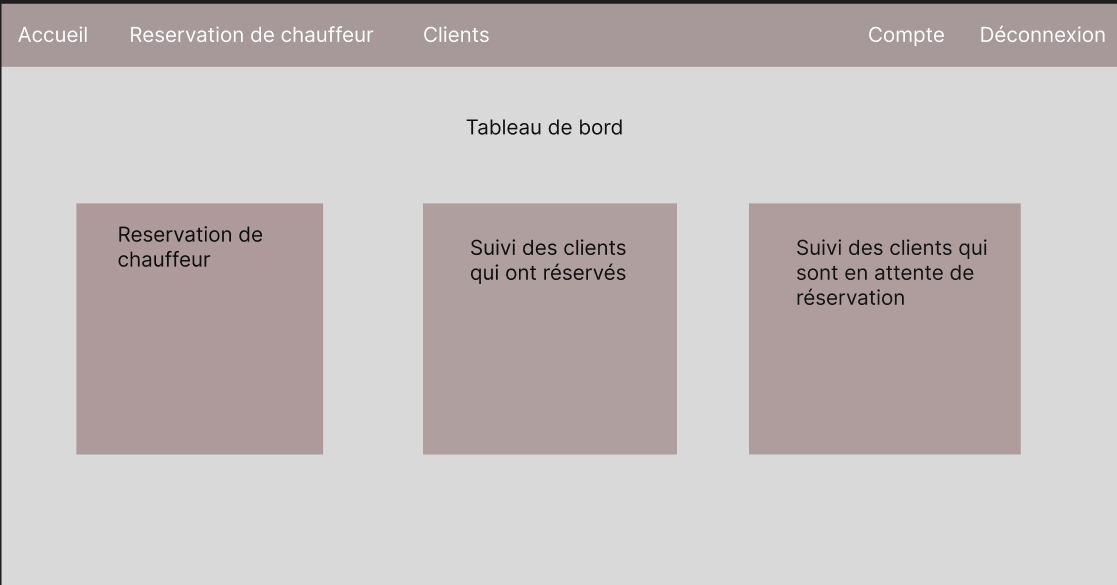 Accueil Reservation de chauffeur Clients Compte Déconnexion
Tableau de bord
Reservation de
chauffeur
Suivi des clients
qui ont réservés
Suivi des clients qui
sont en attente de
réservation